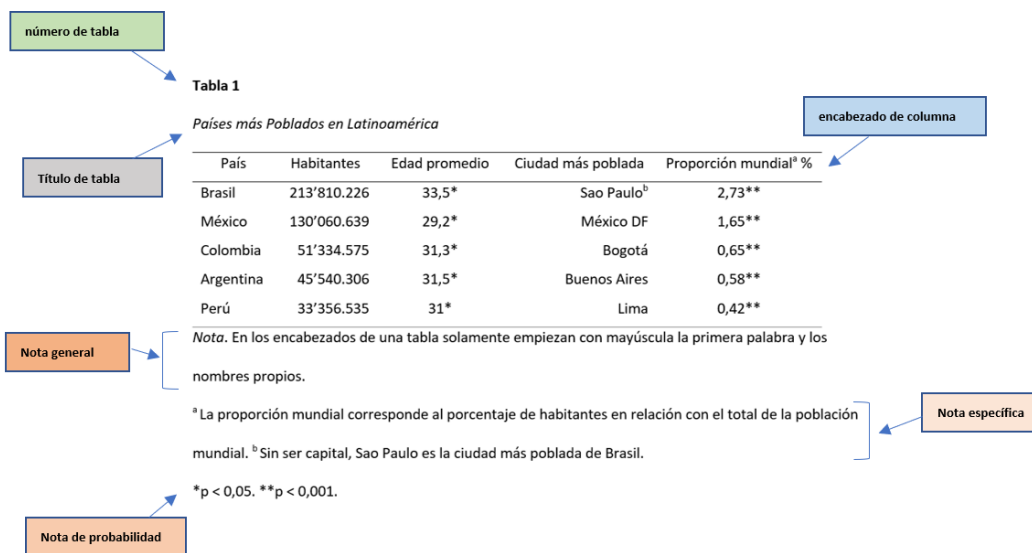 número de tabla
Tabla 1
encabezado de columna
Países más Poblados en Latinoamérica
Título de tabla
País Habitantes Edad promedio Ciudad más poblada Proporción mundialᵃ %
Brasil 213’810.226 33,5* Sao Pauloᵇ 2,73**
México 130’060.639 29,2* México DF 1,65**
Colombia 51’334.575 31,3* Bogotá 0,65**
Argentina 45’540.306 31,5* Buenos Aires 0,58**
Perú 33’356.535 31* Lima 0,42**
Nota general
Nota. En los encabezados de una tabla solamente empiezan con mayúscula la primera palabra y los
nombres propios.
ᵃ La proporción mundial corresponde al porcentaje de habitantes en relación con el total de la población
mundial. ᵇ Sin ser capital, Sao Paulo es la ciudad más poblada de Brasil.
Nota específica
*p < 0,05. **p < 0,001.
Nota de probabilidad